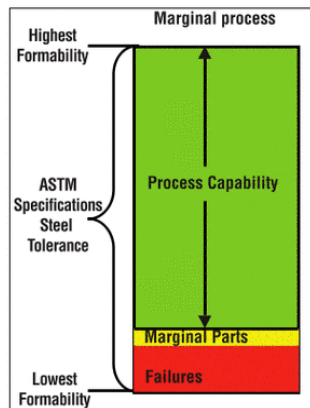 Marginal process
Highest
Formability
ASTM
Specifications
Steel
Tolerance
Process Capability
Marginal Parts
Failures
Lowest
Formability